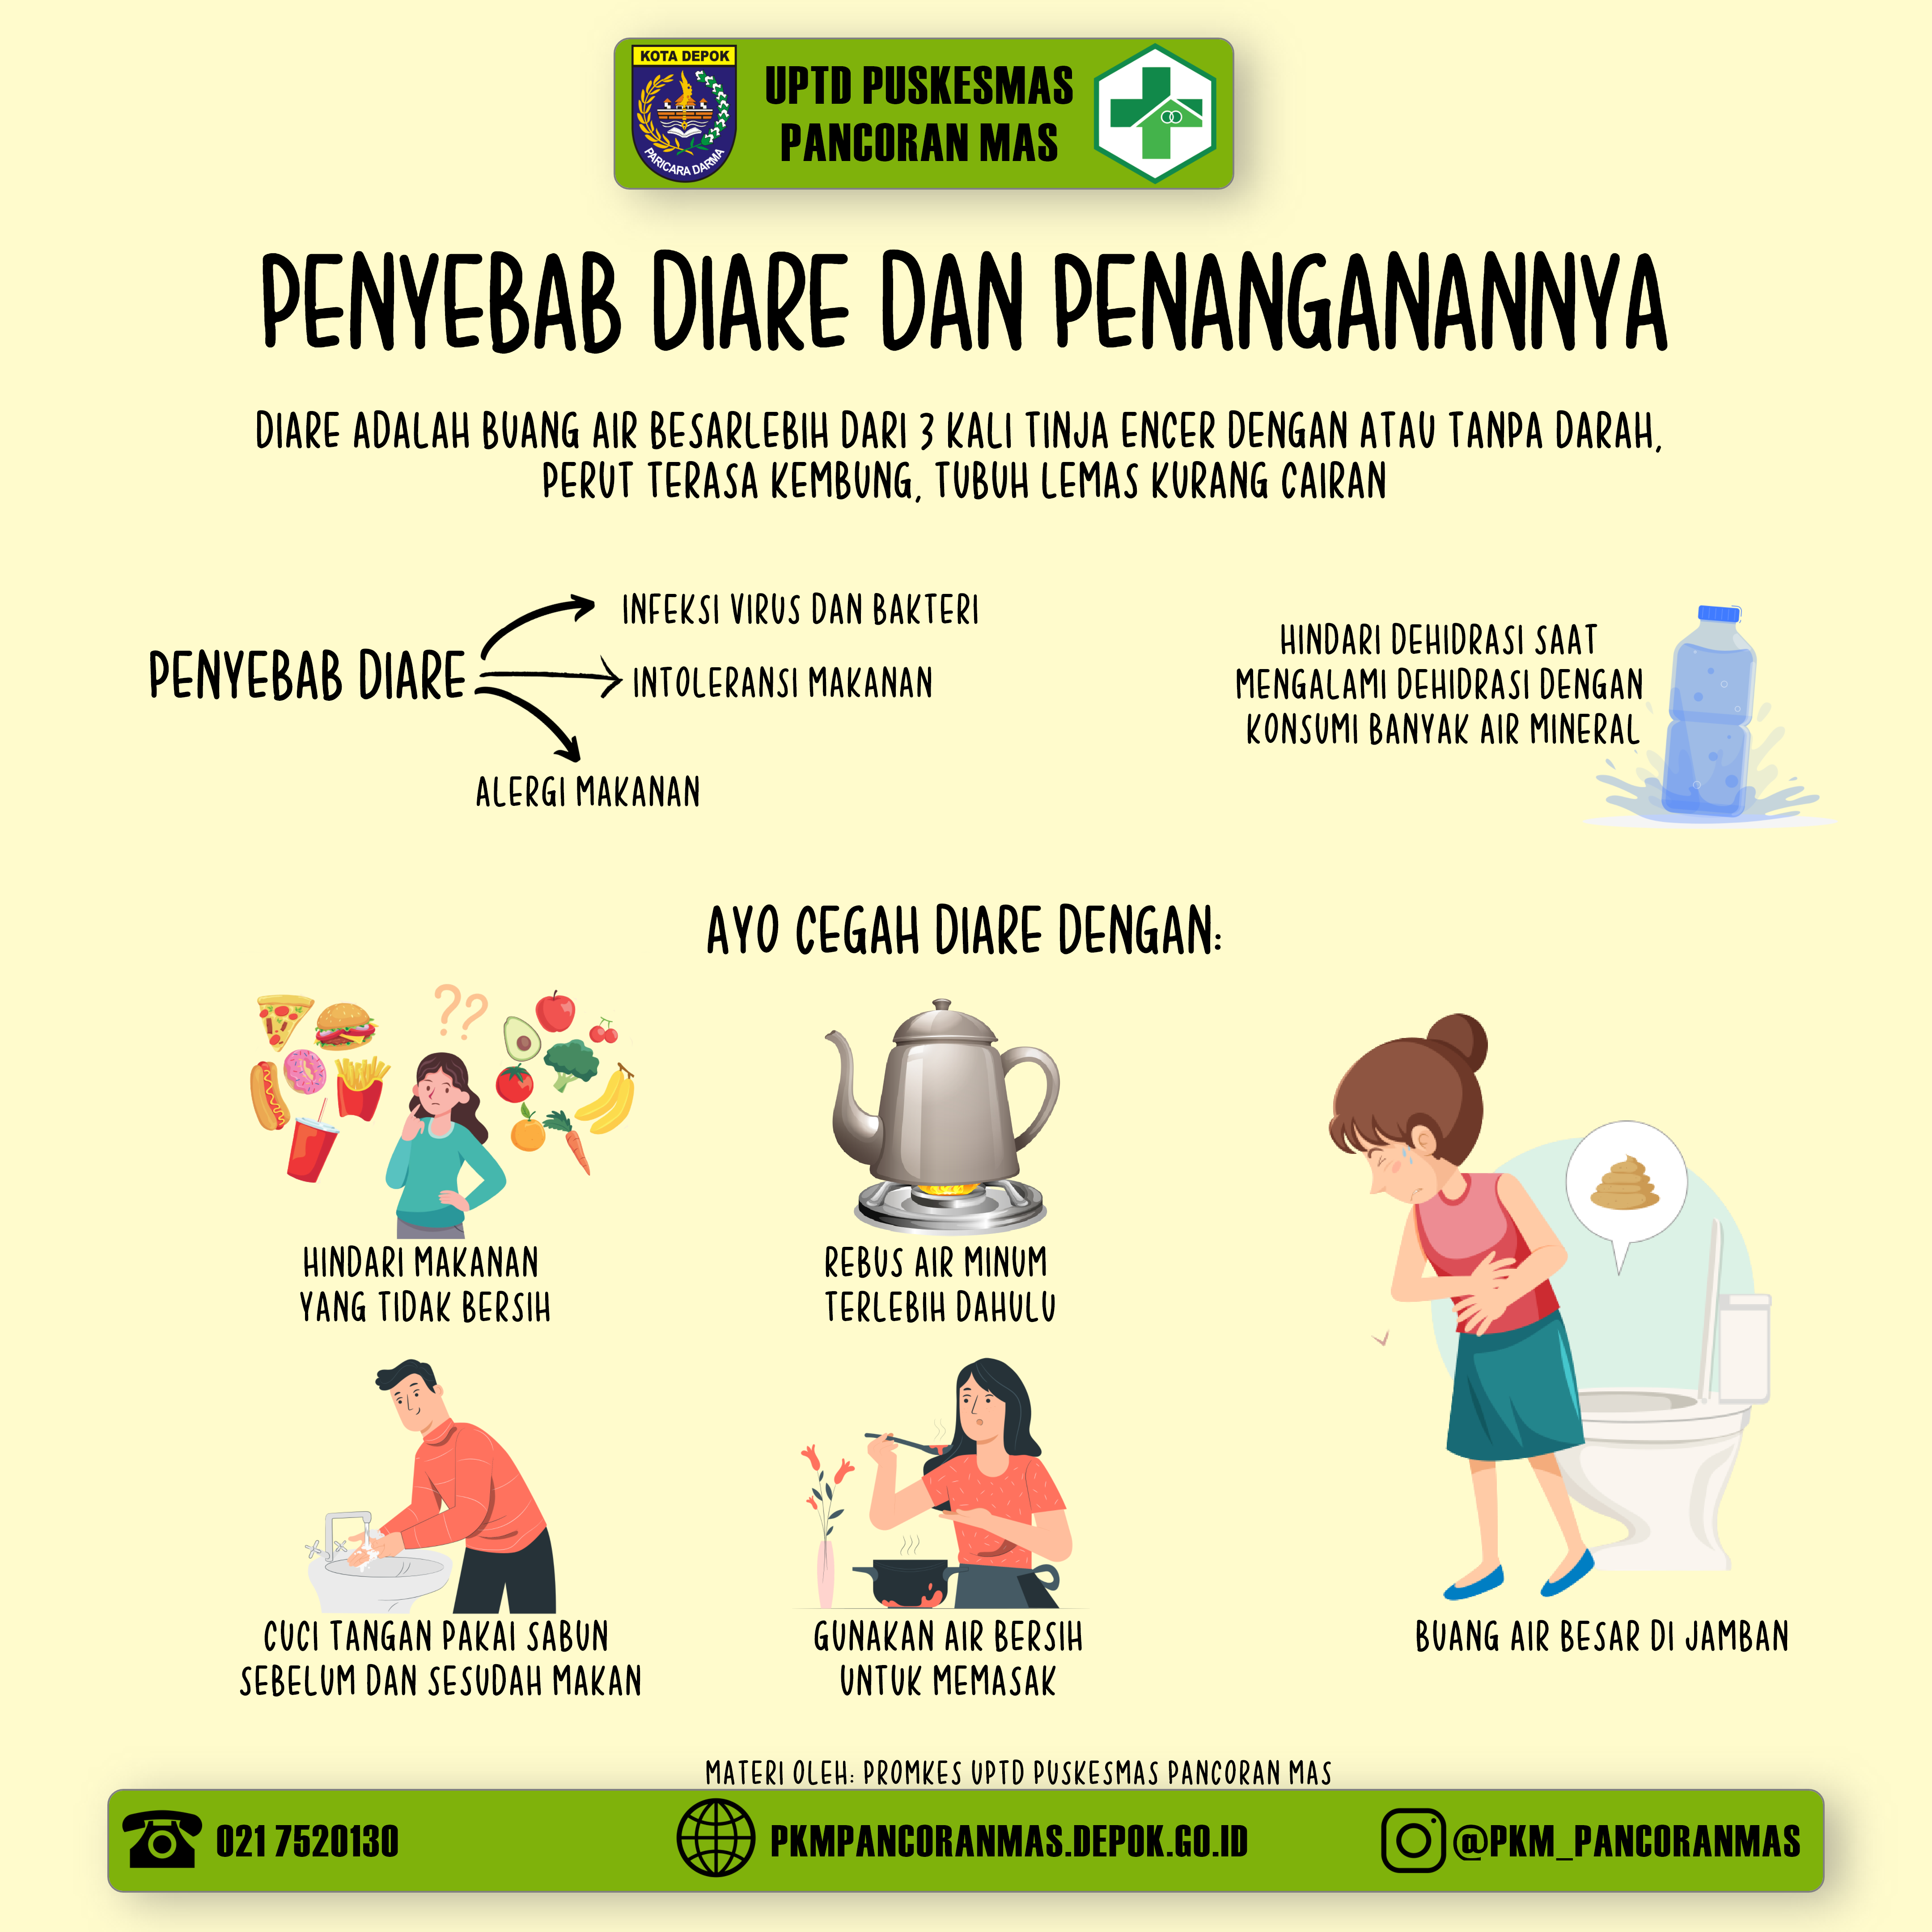 KOTA DEPOK
PARICARA DARMA
UPTD PUSKESMAS
PANCORAN MAS
PENYEBAB DIARE DAN PENANGANANNYA
DIARE ADALAH BUANG AIR BESARLEBIH DARI 3 KALI TINJA ENCER DENGAN ATAU TANPA DARAH,
PERUT TERASA KEMBUNG, TUBUH LEMAS KURANG CAIRAN
PENYEBAB DIARE
INFEKSI VIRUS DAN BAKTERI
INTOLERANSI MAKANAN
ALERGI MAKANAN
HINDARI DEHIDRASI SAAT
MENGALAMI DEHIDRASI DENGAN
KONSUMI BANYAK AIR MINERAL
AYO CEGAH DIARE DENGAN:
??
HINDARI MAKANAN
YANG TIDAK BERSIH
REBUS AIR MINUM
TERLEBIH DAHULU
CUCI TANGAN PAKAI SABUN
SEBELUM DAN SESUDAH MAKAN
GUNAKAN AIR BERSIH
UNTUK MEMASAK
BUANG AIR BESAR DI JAMBAN
MATERI OLEH: PROMKES UPTD PUSKESMAS PANCORAN MAS
021 7520130
PKMPANCORANMAS.DEPOK.GO.ID
@PKM_PANCORANMAS